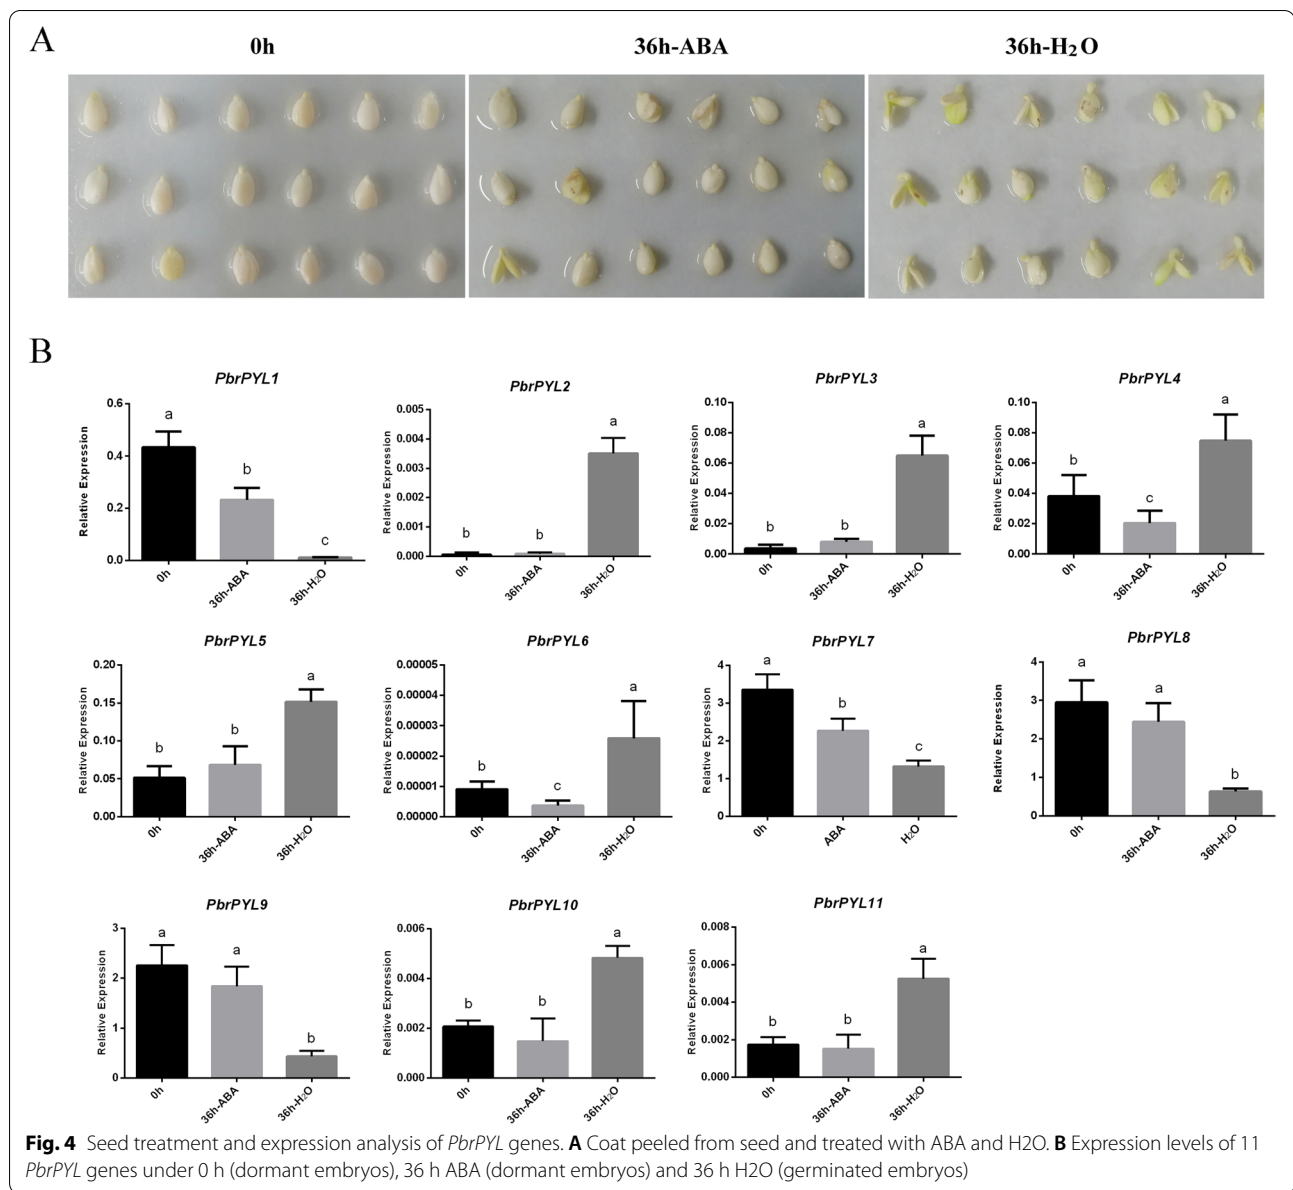 A
0h
36h-ABA
36h-H2O
B
PbrPYL1
Relative Expression
0.6
0.4
0.2
0.0
a
b
c
0h
36h-ABA
36h-H2O
PbrPYL2
Relative Expression
0.005
0.004
0.003
0.002
0.001
0.000
b
b
a
0h
36h-ABA
36h-H2O
PbrPYL3
Relative Expression
0.10
0.08
0.06
0.04
0.02
0.00
b
b
a
0h
36h-ABA
36h-H2O
PbrPYL4
Relative Expression
0.10
0.08
0.06
0.04
0.02
0.00
b
c
a
0h
36h-ABA
36h-H2O
PbrPYL5
Relative Expression
0.20
0.15
0.10
0.05
0.00
b
b
a
0h
36h-ABA
36h-H2O
PbrPYL6
Relative Expression
0.00005
0.00004
0.00003
0.00002
0.00001
0.00000
b
c
a
0h
36h-ABA
36h-H2O
PbrPYL7
Relative Expression
4
3
2
1
0
a
b
c
0h
ABA
H2O
PbrPYL8
Relative Expression
4
3
2
1
0
a
a
b
0h
36h-ABA
36h-H2O
PbrPYL9
Relative Expression
3
2
1
0
a
a
b
0h
36h-ABA
36h-H2O
PbrPYL10
Relative Expression
0.006
0.004
0.002
0.000
b
b
a
0h
36h-ABA
36h-H2O
PbrPYL11
Relative Expression
0.008
0.006
0.004
0.002
0.000
b
b
a
0h
36h-ABA
36h-H2O
Fig. 4 Seed treatment and expression analysis of PbrPYL genes. A Coat peeled from seed and treated with ABA and H2O. B Expression levels of 11
PbrPYL genes under 0 h (dormant embryos), 36 h ABA (dormant embryos) and 36 h H2O (germinated embryos)